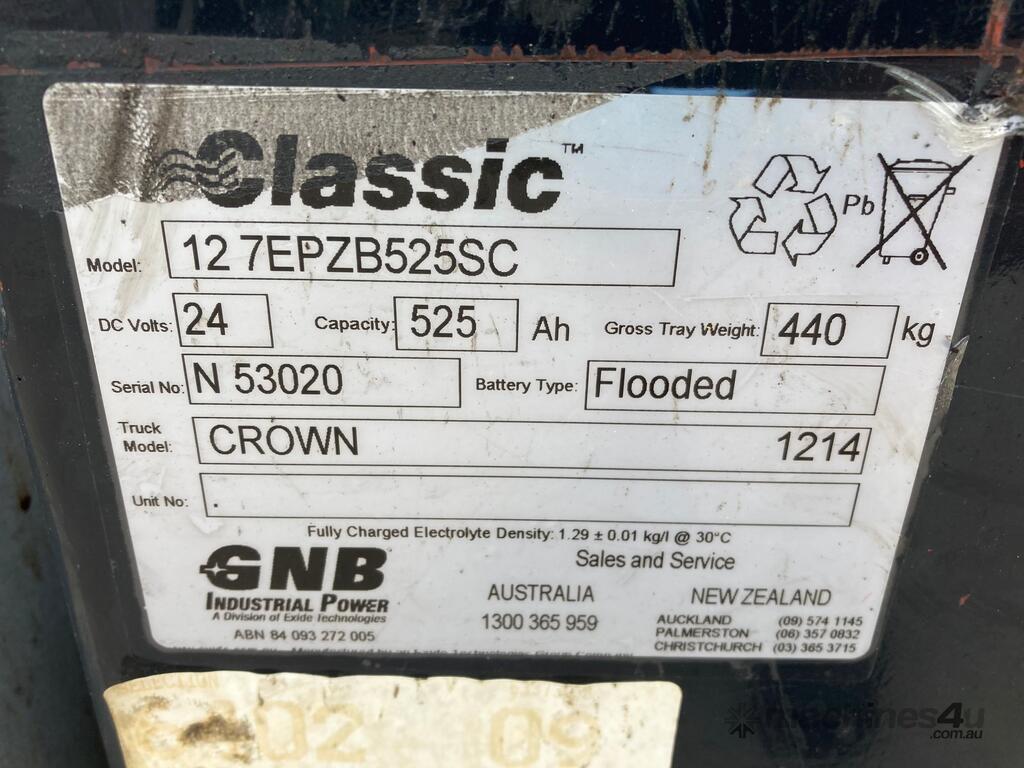 Classic™
Pb
Model: 12 7EPZB525SC
DC Volts: 24 Capacity: 525 Ah Gross Tray Weight: 440 kg
Serial No: N 53020 Battery Type: Flooded
Truck Model: CROWN 1214
Unit No: .
Fully Charged Electrolyte Density: 1.29 ± 0.01 kg/l @ 30°C
GNB
INDUSTRIAL POWER
A Division of Exide Technologies
ABN 84 093 272 005
Sales and Service
AUSTRALIA
1300 365 959
NEW ZEALAND
AUCKLAND (09) 574 1145
PALMERSTON (06) 357 0832
CHRISTCHURCH (03) 365 3715
02 09
machines4u
.com.au